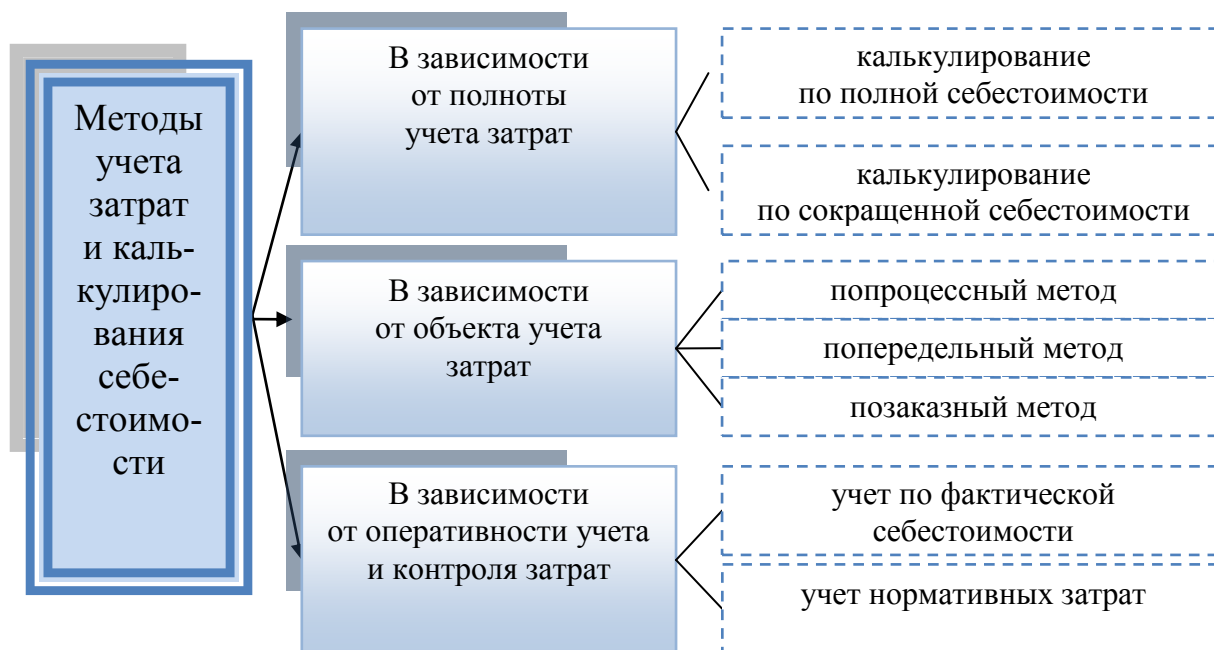 Методы
учета
затрат
и каль-
кулиро-
вания
себе-
стоимо-
сти
В зависимости
от полноты
учета затрат
калькулирование
по полной себестоимости
калькулирование
по сокращенной себестоимости
В зависимости
от объекта учета
затрат
попроцессный метод
попередельный метод
позаказный метод
В зависимости
от оперативности учета
и контроля затрат
учет по фактической
себестоимости
учет нормативных затрат